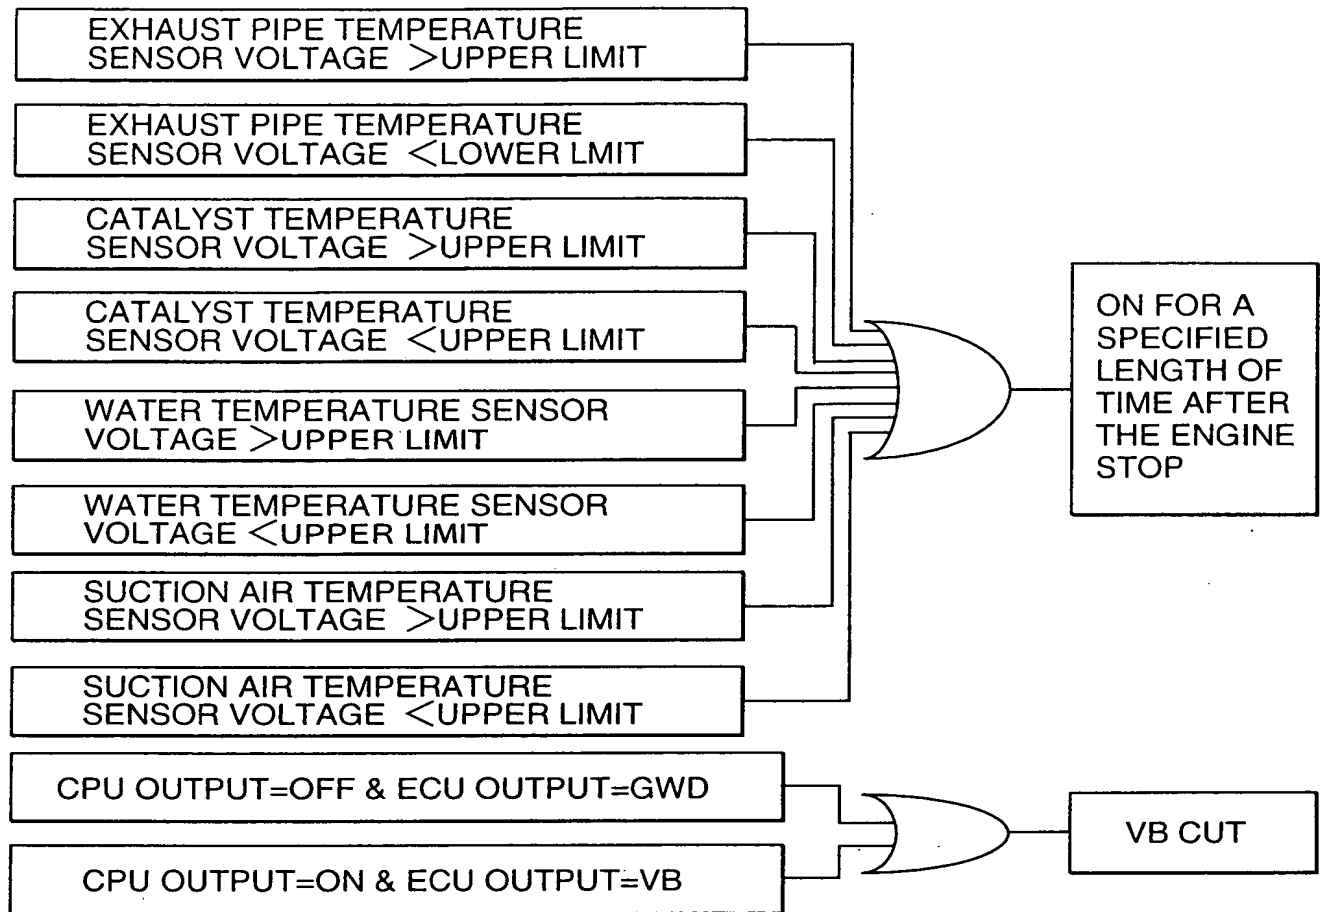 EXHAUST PIPE TEMPERATURE
SENSOR VOLTAGE >UPPER LIMIT
EXHAUST PIPE TEMPERATURE
SENSOR VOLTAGE <LOWER LMIT
CATALYST TEMPERATURE
SENSOR VOLTAGE >UPPER LIMIT
CATALYST TEMPERATURE
SENSOR VOLTAGE <UPPER LIMIT
WATER TEMPERATURE SENSOR
VOLTAGE >UPPER LIMIT
WATER TEMPERATURE SENSOR
VOLTAGE <UPPER LIMIT
SUCTION AIR TEMPERATURE
SENSOR VOLTAGE >UPPER LIMIT
SUCTION AIR TEMPERATURE
SENSOR VOLTAGE <UPPER LIMIT
ON FOR A
SPECIFIED
LENGTH OF
TIME AFTER
THE ENGINE
STOP
CPU OUTPUT=OFF & ECU OUTPUT=GWD
CPU OUTPUT=ON & ECU OUTPUT=VB
VB CUT